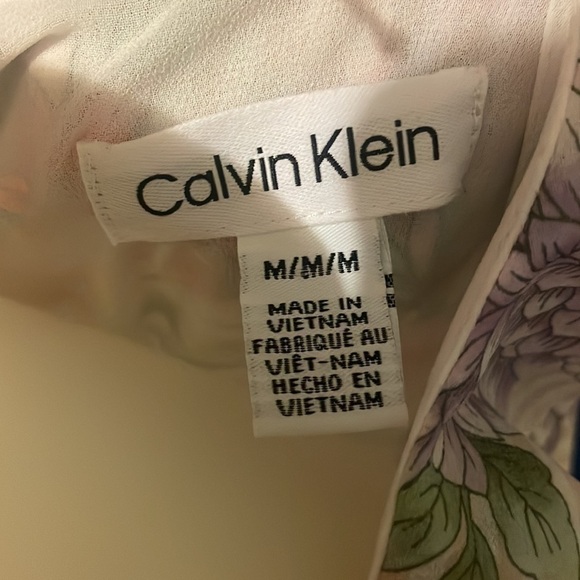 Calvin Klein
M/M/M
MADE IN
VIETNAM
FABRIQUÉ AU
VIÊT-NAM
HECHO EN
VIETNAM